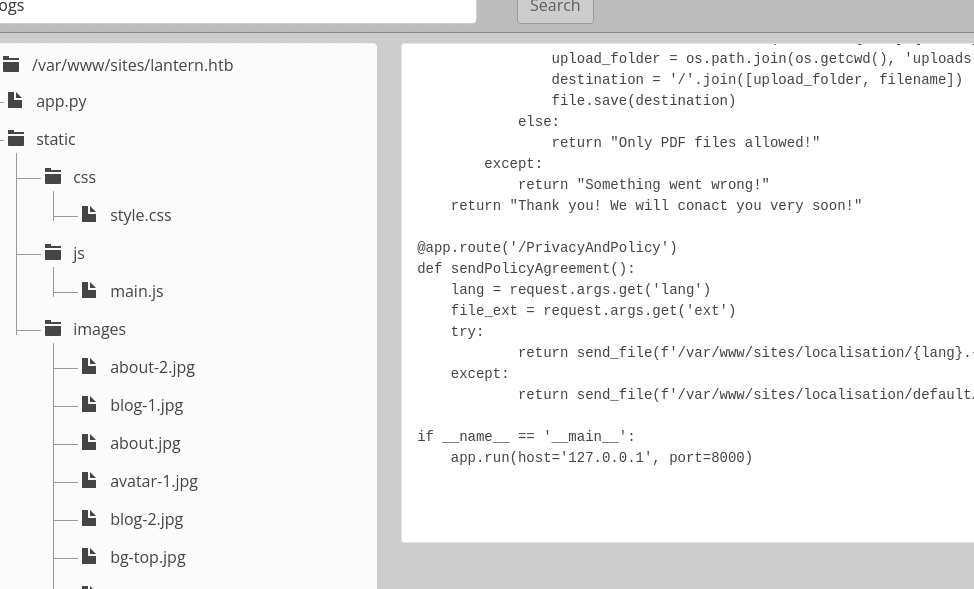 ogs
Search
/var/www/sites/lantern.htb
app.py
static
css
style.css
js
main.js
images
about-2.jpg
blog-1.jpg
about.jpg
avatar-1.jpg
blog-2.jpg
bg-top.jpg
upload_folder = os.path.join(os.getcwd(), 'uploads
destination = '/'.join([upload_folder, filename])
file.save(destination)
else:
return "Only PDF files allowed!"
except:
return "Something went wrong!"
return "Thank you! We will conact you very soon!"
@app.route('/PrivacyAndPolicy')
def sendPolicyAgreement():
lang = request.args.get('lang')
file_ext = request.args.get('ext')
try:
return send_file(f'/var/www/sites/localisation/{lang}.
except:
return send_file(f'/var/www/sites/localisation/default
if __name__ == '__main__':
app.run(host='127.0.0.1', port=8000)